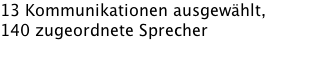 13 Kommunikationen ausgewählt,
140 zugeordnete Sprecher